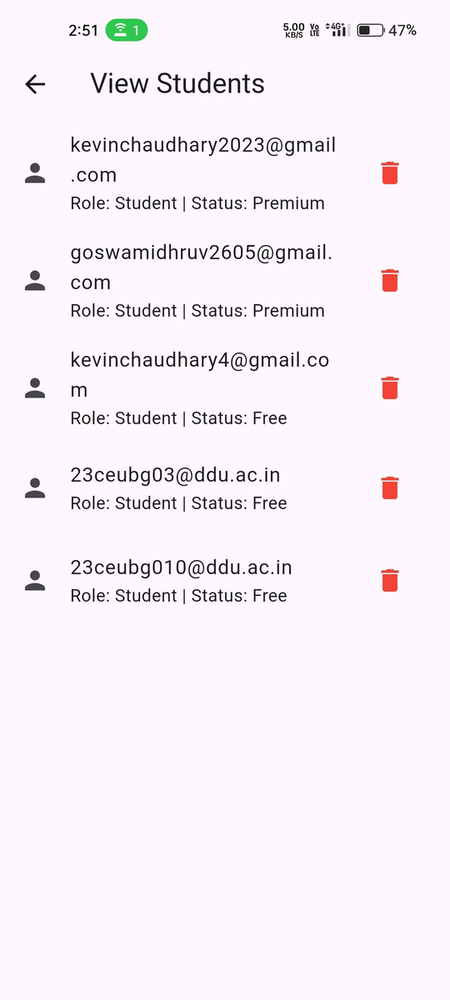 2:51 1 5.00 KB/S Vo LTE 4G+ 47%
View Students
kevinchaudhary2023@gmail
.com
Role: Student | Status: Premium
goswamidhruv2605@gmail.
com
Role: Student | Status: Premium
kevinchaudhary4@gmail.co
m
Role: Student | Status: Free
23ceubg03@ddu.ac.in
Role: Student | Status: Free
23ceubg010@ddu.ac.in
Role: Student | Status: Free